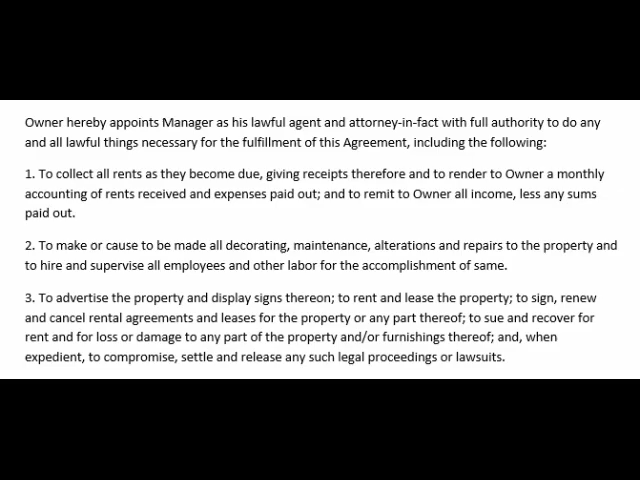 Owner hereby appoints Manager as his lawful agent and attorney-in-fact with full authority to do any
and all lawful things necessary for the fulfillment of this Agreement, including the following:
1. To collect all rents as they become due, giving receipts therefore and to render to Owner a monthly
accounting of rents received and expenses paid out; and to remit to Owner all income, less any sums
paid out.
2. To make or cause to be made all decorating, maintenance, alterations and repairs to the property and
to hire and supervise all employees and other labor for the accomplishment of same.
3. To advertise the property and display signs thereon; to rent and lease the property; to sign, renew
and cancel rental agreements and leases for the property or any part thereof; to sue and recover for
rent and for loss or damage to any part of the property and/or furnishings thereof; and, when
expedient, to compromise, settle and release any such legal proceedings or lawsuits.